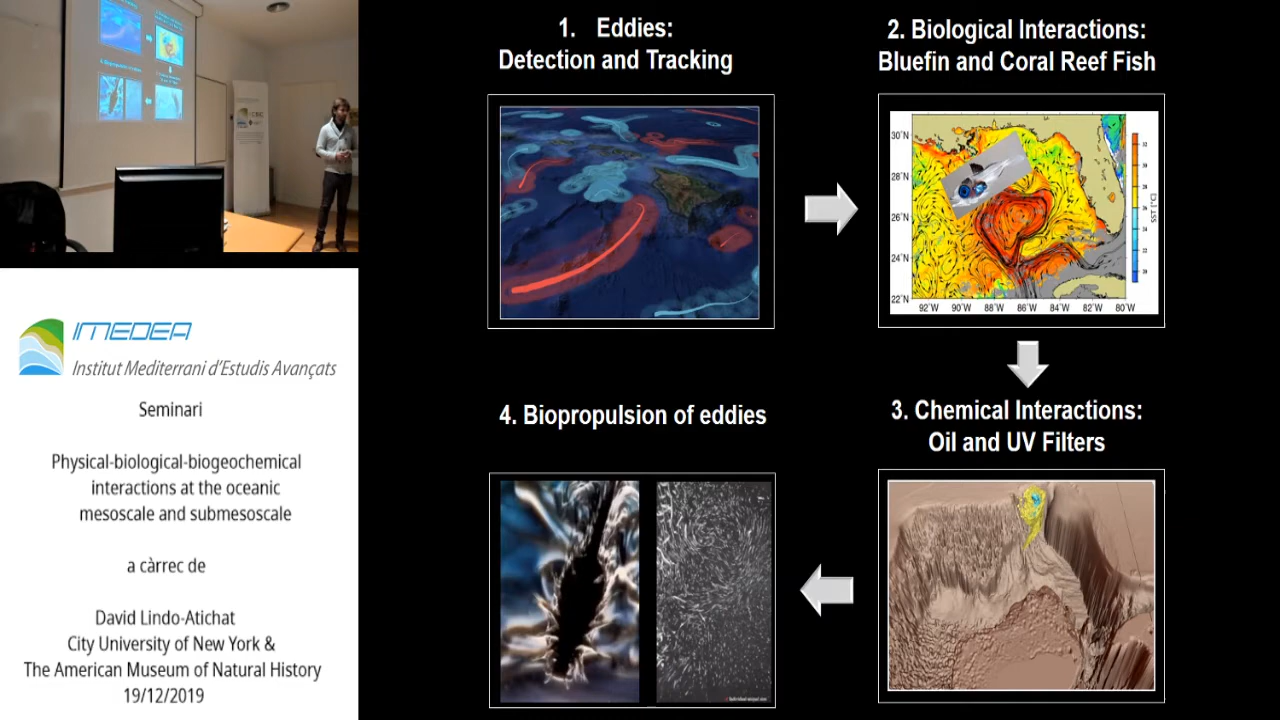 IMEDEA
Institut Mediterrani d'Estudis Avançats
Seminari
Physical-biological-biogeochemical
interactions at the oceanic
mesoscale and submesoscale
a càrrec de
David Lindo-Atichat
City University of New York &
The American Museum of Natural History
19/12/2019
1. Eddies:
Detection and Tracking
2. Biological Interactions:
Bluefin and Coral Reef Fish
30°N
28°N
26°N
24°N
22°N
92°W 90°W 88°W 86°W 84°W 82°W 80°W
SST [°C]
3. Chemical Interactions:
Oil and UV Filters
4. Biopropulsion of eddies